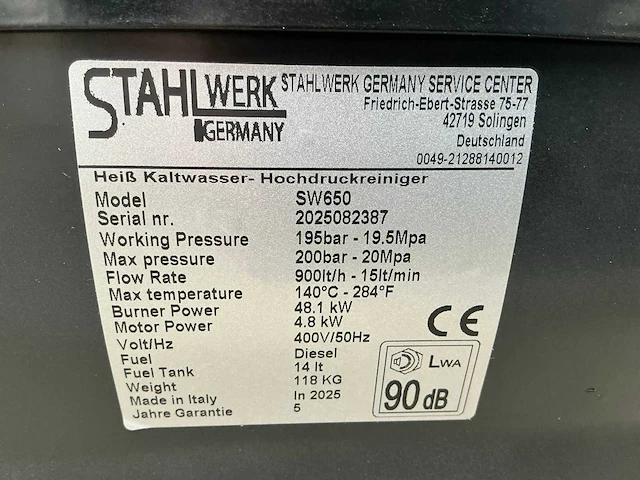 STAHLWERK GERMANY
STAHLWERK GERMANY SERVICE CENTER
Friedrich-Ebert-Strasse 75-77
42719 Solingen
Deutschland
0049-21288140012
Heiß Kaltwasser- Hochdruckreiniger
Model SW650
Serial nr. 2025082387
Working Pressure 195bar - 19.5Mpa
Max pressure 200bar - 20Mpa
Flow Rate 900lt/h - 15lt/min
Max temperature 140°C - 284°F
Burner Power 48.1 kW
Motor Power 4.8 kW
Volt/Hz 400V/50Hz
Fuel Diesel
Fuel Tank 14 lt
Weight 118 KG
Made in Italy In 2025
Jahre Garantie 5
CE
LWA
90 dB